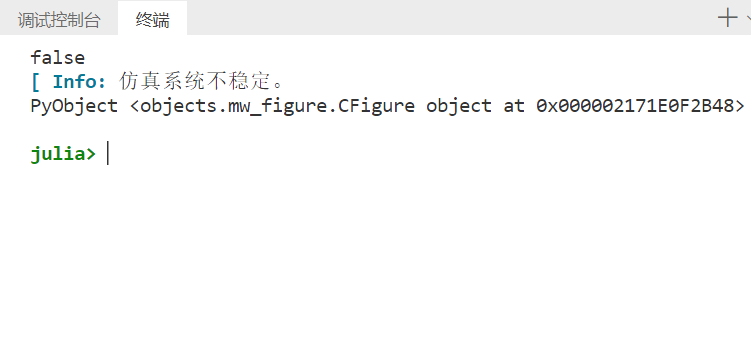 调试控制台 终端
false
[ Info: 仿真系统不稳定。
PyObject <objects.mw_figure.CFigure object at 0x000002171E0F2B48>
julia>